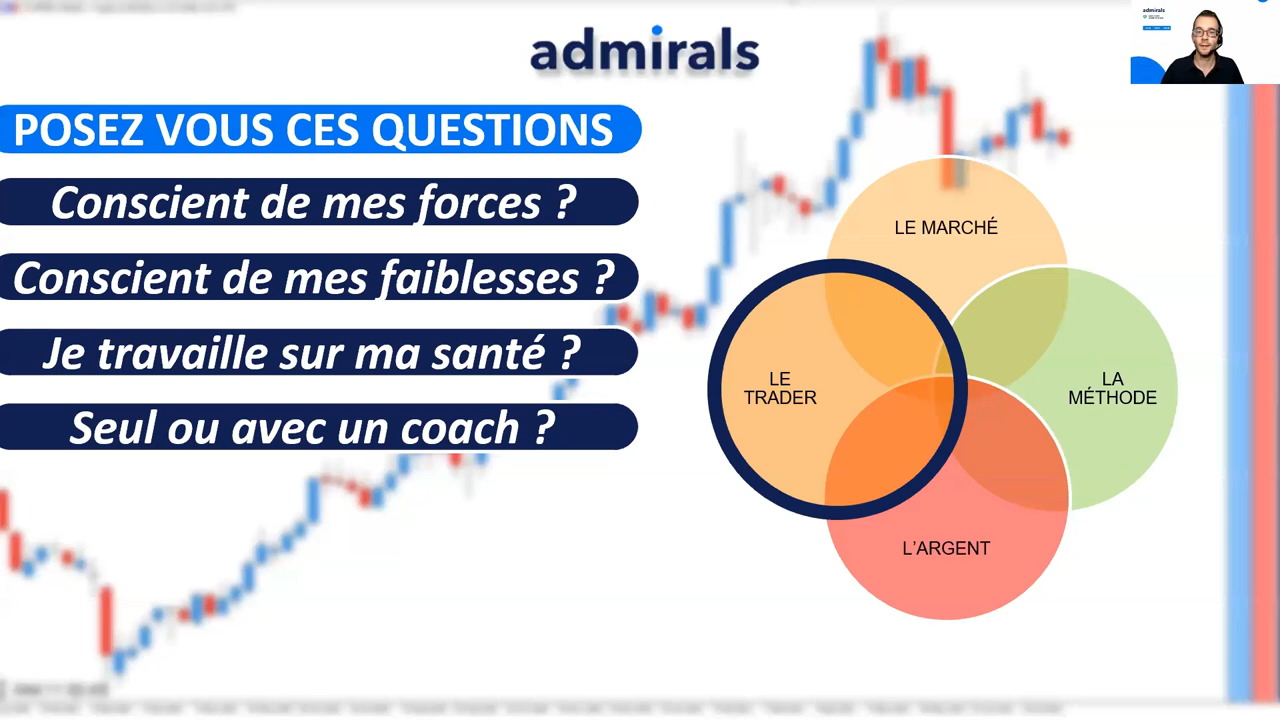 admirals
admirals
POSEZ VOUS CES QUESTIONS
Conscient de mes forces ?
Conscient de mes faiblesses ?
Je travaille sur ma santé ?
Seul ou avec un coach ?
LE MARCHÉ
LE
TRADER
LA
MÉTHODE
L’ARGENT